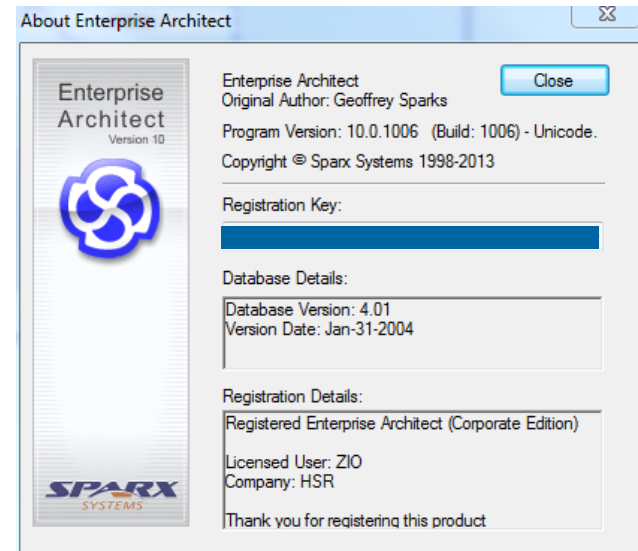 About Enterprise Architect
Enterprise
Architect
Version 10
SPARX
SYSTEMS
Enterprise Architect
Close
Original Author: Geoffrey Sparks
Program Version: 10.0.1006 (Build: 1006) - Unicode.
Copyright © Sparx Systems 1998-2013
Registration Key:
Database Details:
Database Version: 4.01
Version Date: Jan-31-2004
Registration Details:
Registered Enterprise Architect (Corporate Edition)
Licensed User: ZIO
Company: HSR
Thank you for registering this product